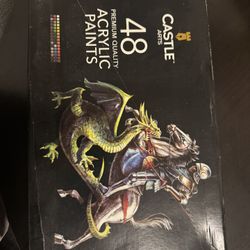 CASTLE
ARTS
48
PREMIUM QUALITY
ACRYLIC
PAINTS